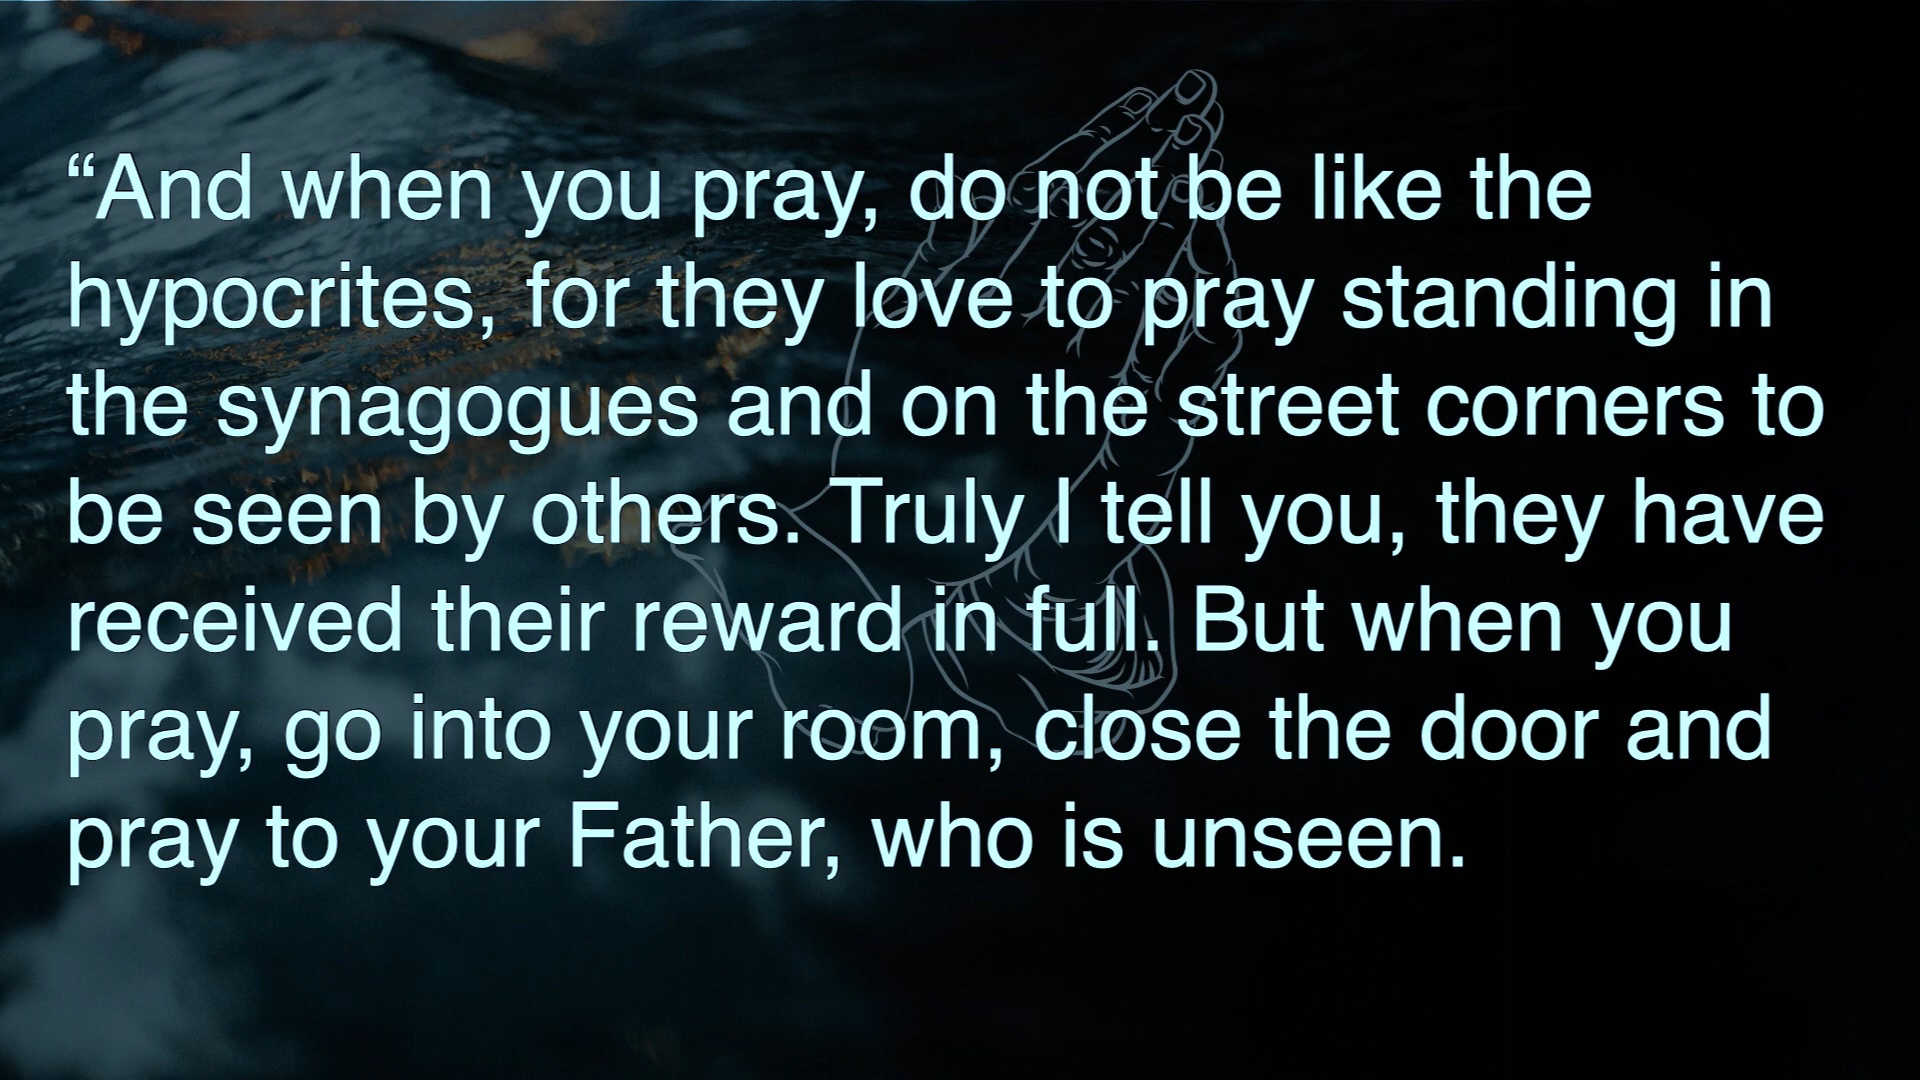 “And when you pray, do not be like the
hypocrites, for they love to pray standing in
the synagogues and on the street corners to
be seen by others. Truly I tell you, they have
received their reward in full. But when you
pray, go into your room, close the door and
pray to your Father, who is unseen.